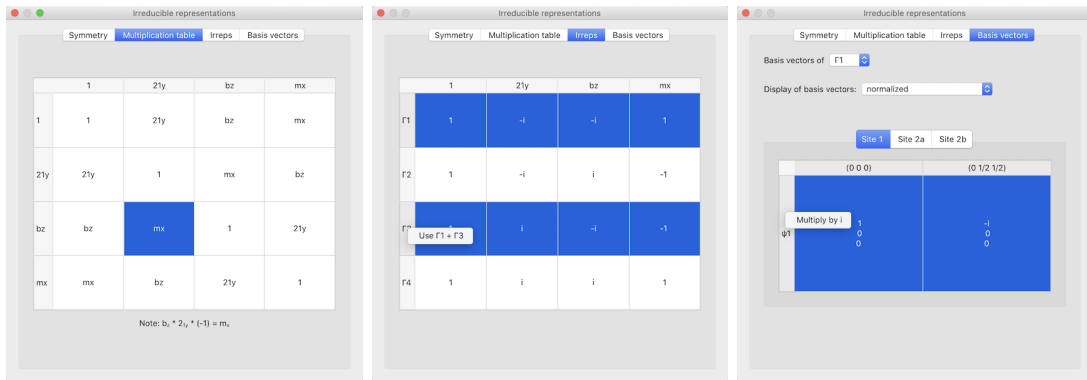 Irreducible representations
Symmetry Multiplication table Irreps Basis vectors
1 21y bz mx
1 1 21y bz mx
21y 21y 1 mx bz
bz bz mx 1 21y
mx mx bz 21y 1
Note: b_z * 2_1y * (-1) = m_x
Irreducible representations
Symmetry Multiplication table Irreps Basis vectors
1 21y bz mx
Γ1 1 -i -i 1
Γ2 1 -i i -1
i -i -1
Use Γ1 + Γ3
Γ4 1 i i 1
Irreducible representations
Symmetry Multiplication table Irreps Basis vectors
Basis vectors of Γ1
Display of basis vectors: normalized
Site 1 Site 2a Site 2b
(0 0 0) (0 1/2 1/2)
Multiply by i
ψ1
1 -i
0 0
0 0